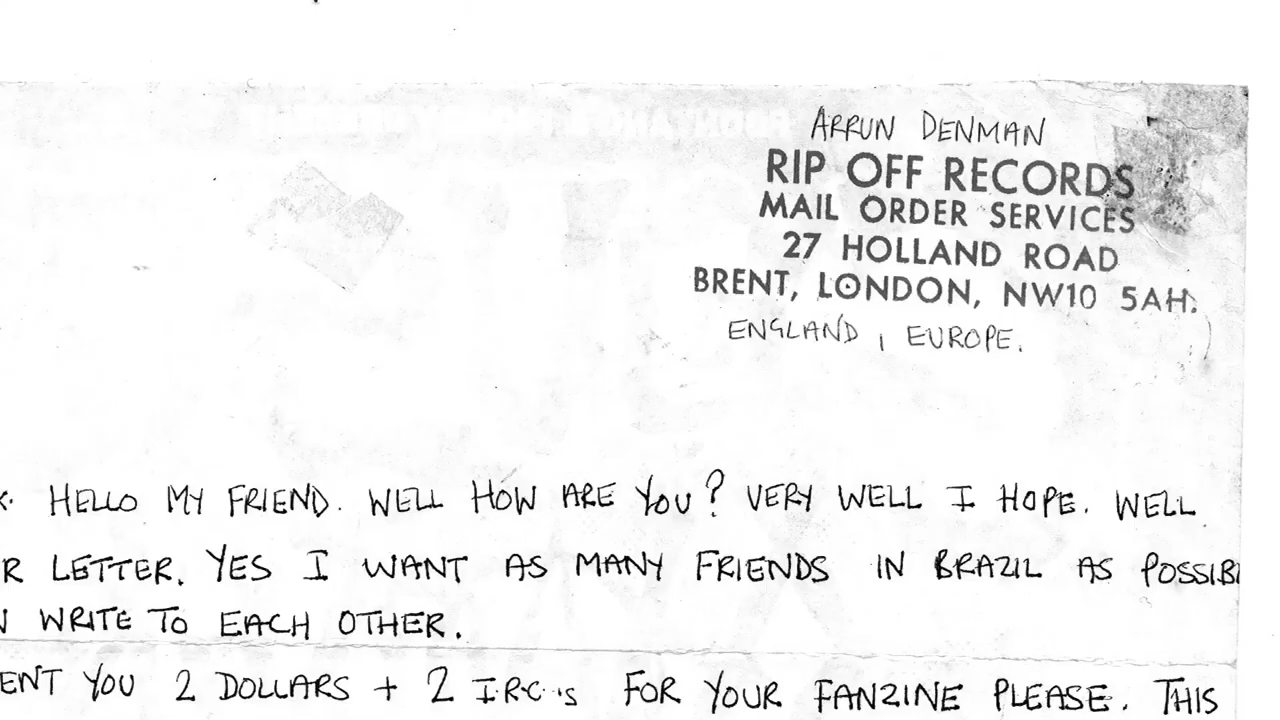 ARRUN DENMAN
RIP OFF RECORDS
MAIL ORDER SERVICES
27 HOLLAND ROAD
BRENT, LONDON, NW10 5AH.
ENGLAND, EUROPE.
HELLO MY FRIEND. WELL HOW ARE YOU? VERY WELL I HOPE. WELL
R LETTER. YES I WANT AS MANY FRIENDS IN BRAZIL AS POSSIB
N WRITE TO EACH OTHER.
ENT YOU 2 DOLLARS + 2 I.R.C.'s FOR YOUR FANZINE PLEASE. THIS